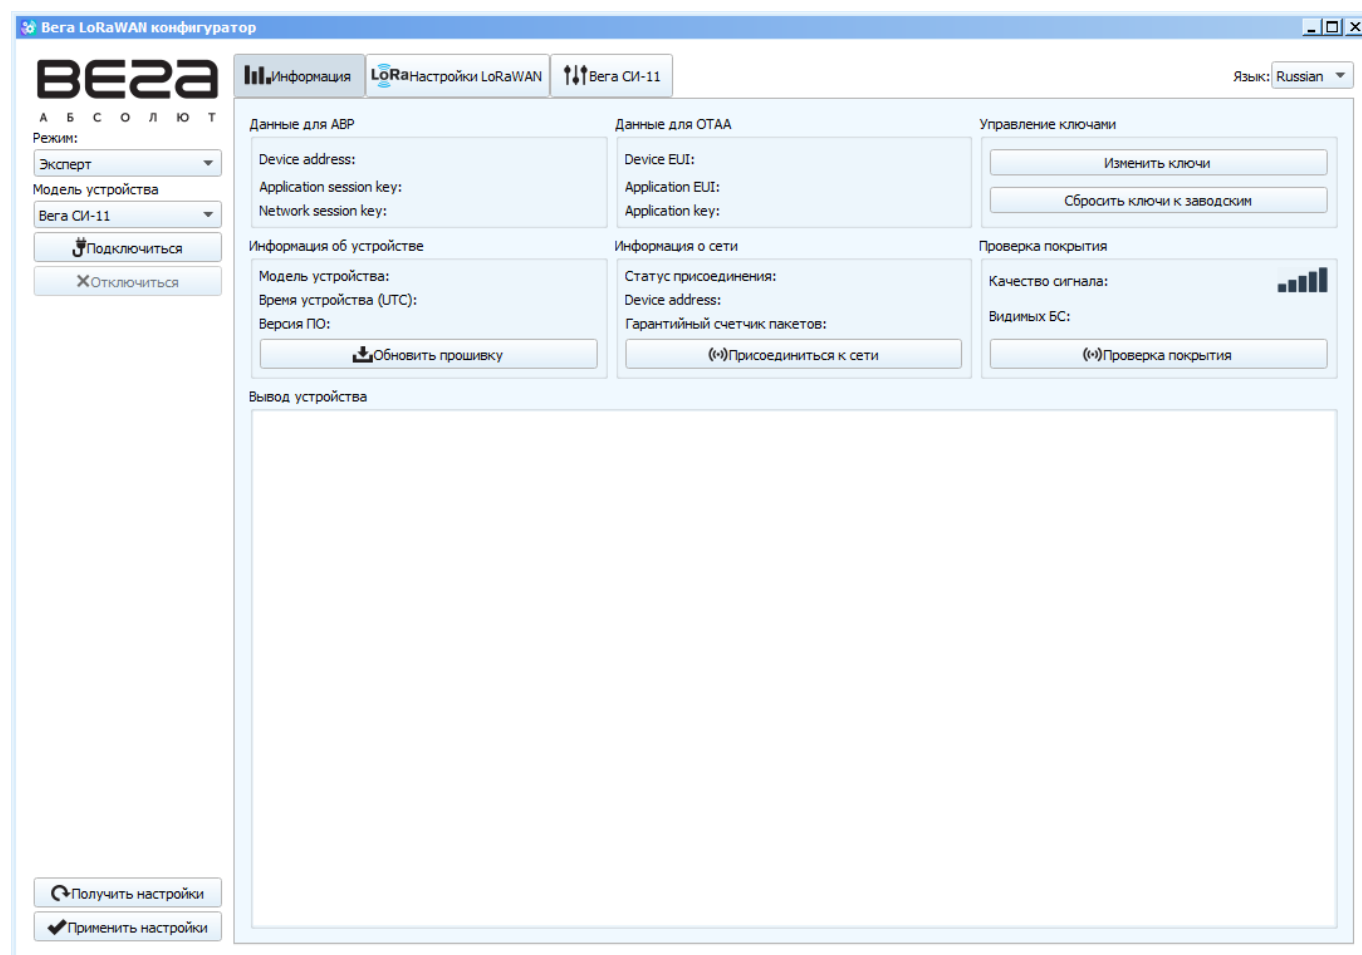 Вега LoRaWAN конфигуратор
ВЕГА
АБСОЛЮТ
Режим:
Эксперт
Модель устройства
Вега СИ-11
Подключиться
Отключиться
Получить настройки
Применить настройки
Информация
LoRa Настройки LoRaWAN
Вега СИ-11
Язык: Russian
Данные для ABP
Device address:
Application session key:
Network session key:
Данные для OTAA
Device EUI:
Application EUI:
Application key:
Управление ключами
Изменить ключи
Сбросить ключи к заводским
Информация об устройстве
Модель устройства:
Время устройства (UTC):
Версия ПО:
Обновить прошивку
Информация о сети
Статус присоединения:
Device address:
Гарантийный счетчик пакетов:
Присоединиться к сети
Проверка покрытия
Качество сигнала:
Видимых БС:
Проверка покрытия
Вывод устройства